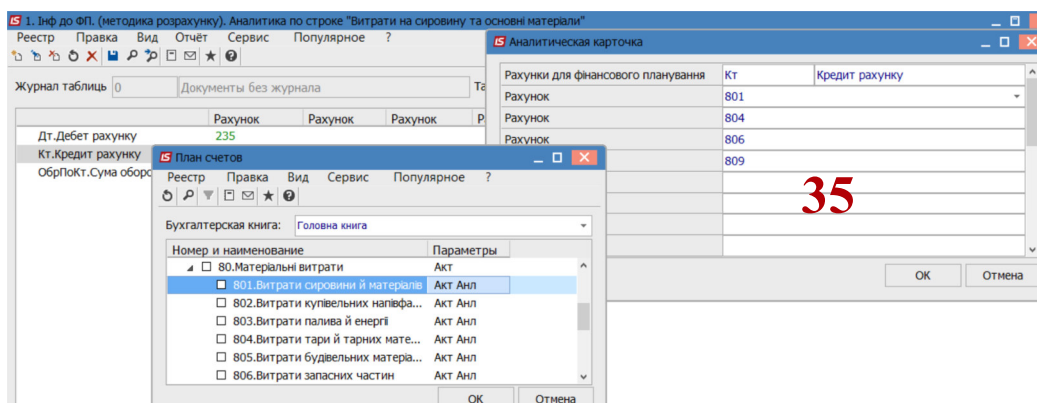 1. Інф до ФП. (методика розрахунку). Аналитика по строке "Витрати на сировину та основні матеріали"
Реестр Правка Вид Отчёт Сервис Популярное ?
Журнал таблиць 0 Документы без журнала Та
Рахунок Рахунок Рахунок Р
Дт.Дебет рахунку 235
Кт.Кредит рахунку
ОбрПоКт.Сума оборо
Аналитическая карточка
Рахунки для фінансового планування Кт Кредит рахунку
Рахунок 801
Рахунок 804
Рахунок 806
809
35
ОК Отмена
План счетов
Реестр Правка Вид Сервис Популярное ?
Бухгалтерская книга: Головна книга
Номер и наименование Параметры
80.Матеріальні витрати Акт
801.Витрати сировини й матеріалів Акт Анл
802.Витрати купівельних напівфа... Акт Анл
803.Витрати палива й енергії Акт Анл
804.Витрати тари й тарних мате... Акт Анл
805.Витрати будівельних матеріа... Акт Анл
806.Витрати запасних частин Акт Анл
ОК Отмена